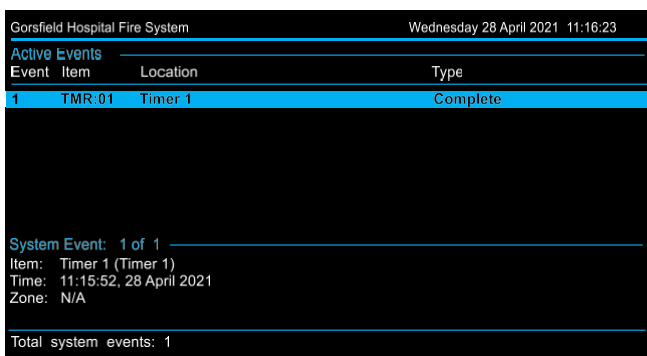 Gorsfield Hospital Fire System Wednesday 28 April 2021 11:16:23
Active Events
Event Item Location Type
1 TMR:01 Timer 1 Complete
System Event: 1 of 1
Item: Timer 1 (Timer 1)
Time: 11:15:52, 28 April 2021
Zone: N/A
Total system events: 1